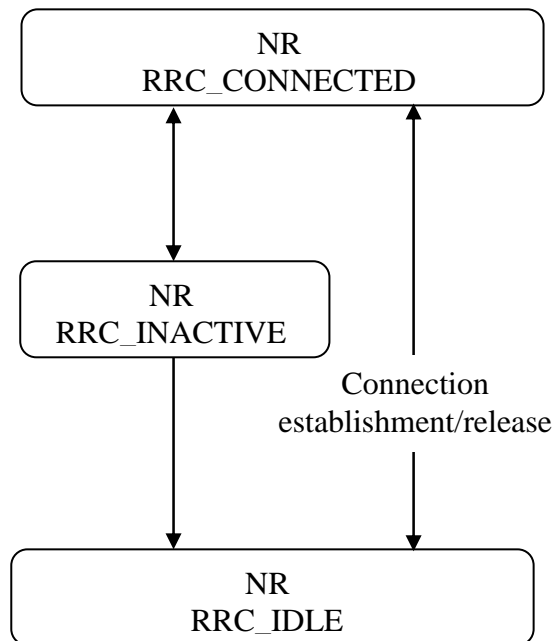 NR
RRC_CONNECTED
NR
RRC_INACTIVE
Connection
establishment/release
NR
RRC_IDLE